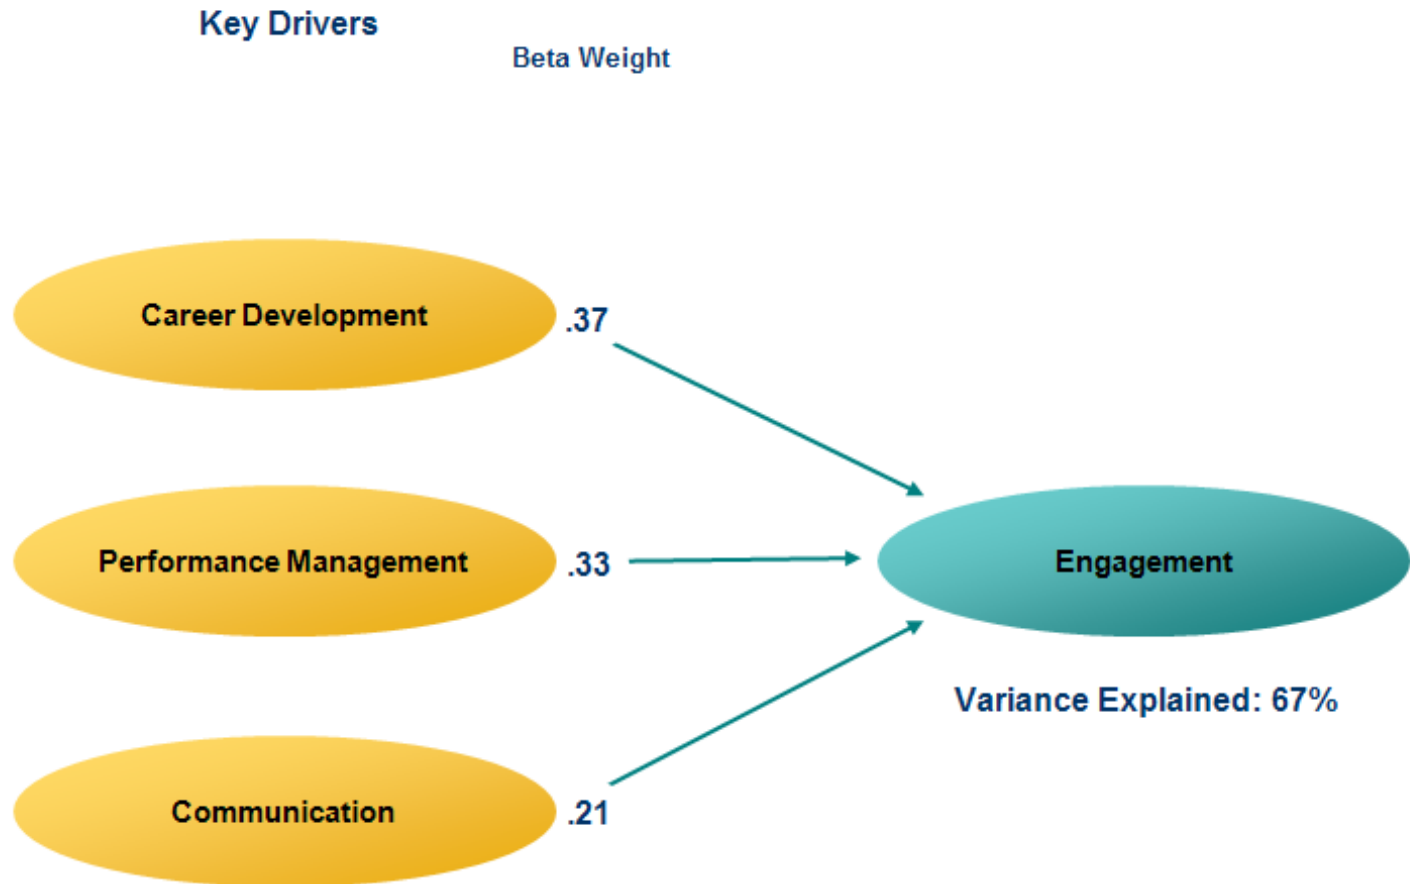 Key Drivers
Beta Weight
Career Development
.37
Performance Management
.33
Engagement
Variance Explained: 67%
Communication
.21